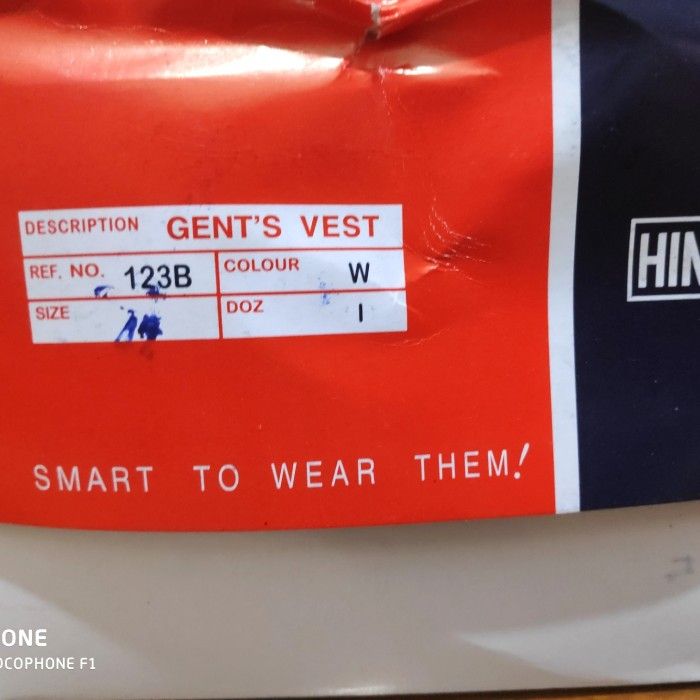 DESCRIPTION GENT'S VEST
REF. NO. 123B COLOUR W
SIZE DOZ I
SMART TO WEAR THEM!
HIN
ONE
OCOPHONE F1